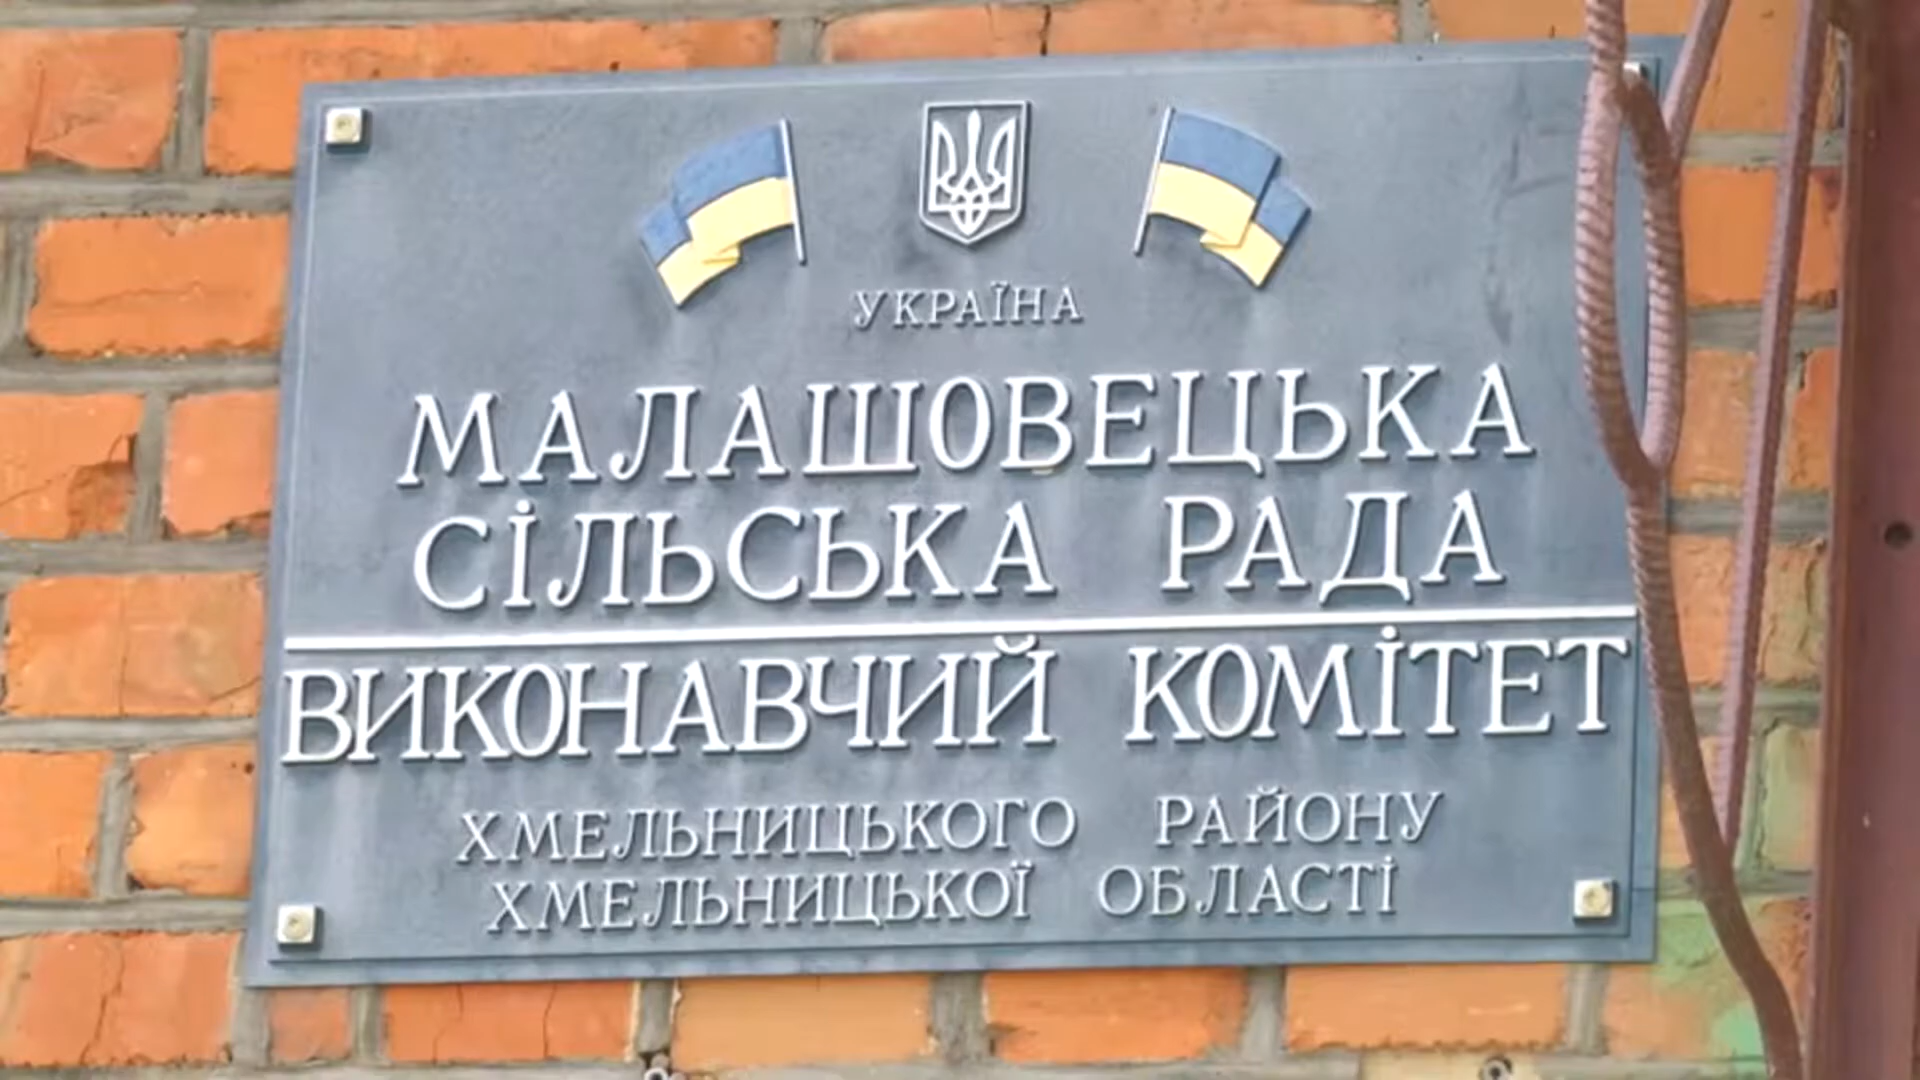 УКРАЇНА
МАЛАШОВЕЦЬКА
СІЛЬСЬКА РАДА
ВИКОНАВЧИЙ КОМІТЕТ
ХМЕЛЬНИЦЬКОГО РАЙОНУ
ХМЕЛЬНИЦЬКОЇ ОБЛАСТІ